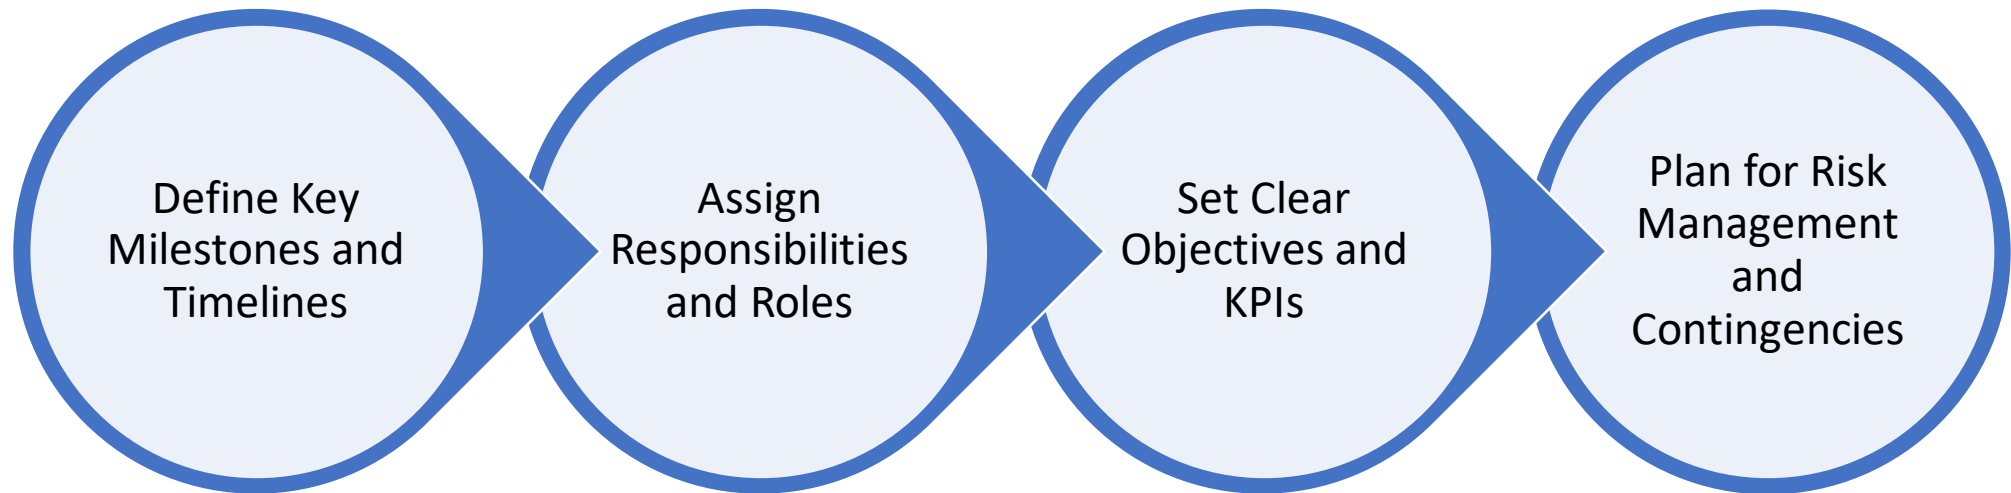 Define Key
Milestones and
Timelines
Assign
Responsibilities
and Roles
Set Clear
Objectives and
KPIs
Plan for Risk
Management
and
Contingencies